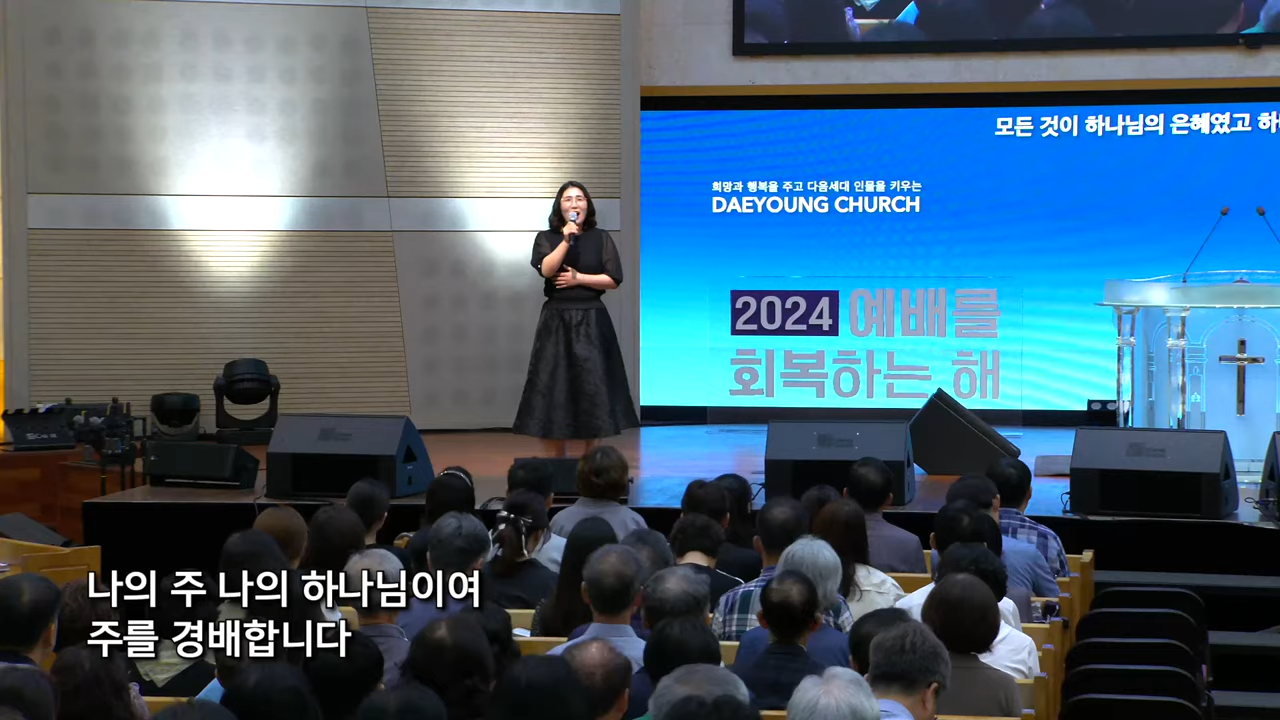 모든 것이 하나님의 은혜였고 하
희망과 행복을 주고 다음세대 인물을 키우는
DAEYOUNG CHURCH
2024 예배를
회복하는 해
나의 주 나의 하나님이여
주를 경배합니다